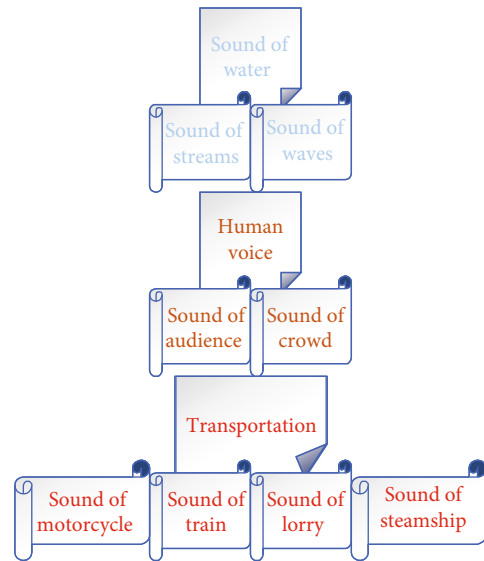 Sound of
water
Sound of
streams
Sound of
waves
Human
voice
Sound of
audience
Sound of
crowd
Transportation
Sound of
motorcycle
Sound of
train
Sound of
lorry
Sound of
steamship